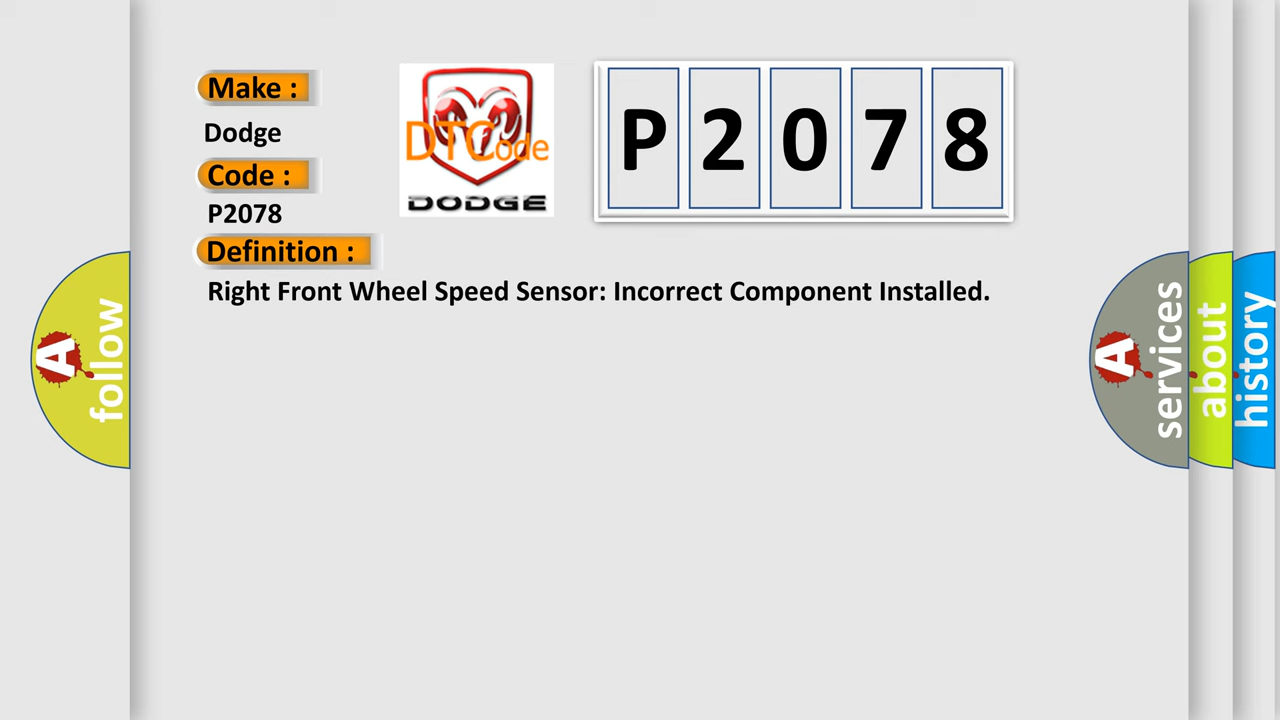 Make :
Dodge
Code :
P2078
Definition :
Right Front Wheel Speed Sensor: Incorrect Component Installed.
DTCode
DODGE
P 2 0 7 8
A follow
A services
about
history